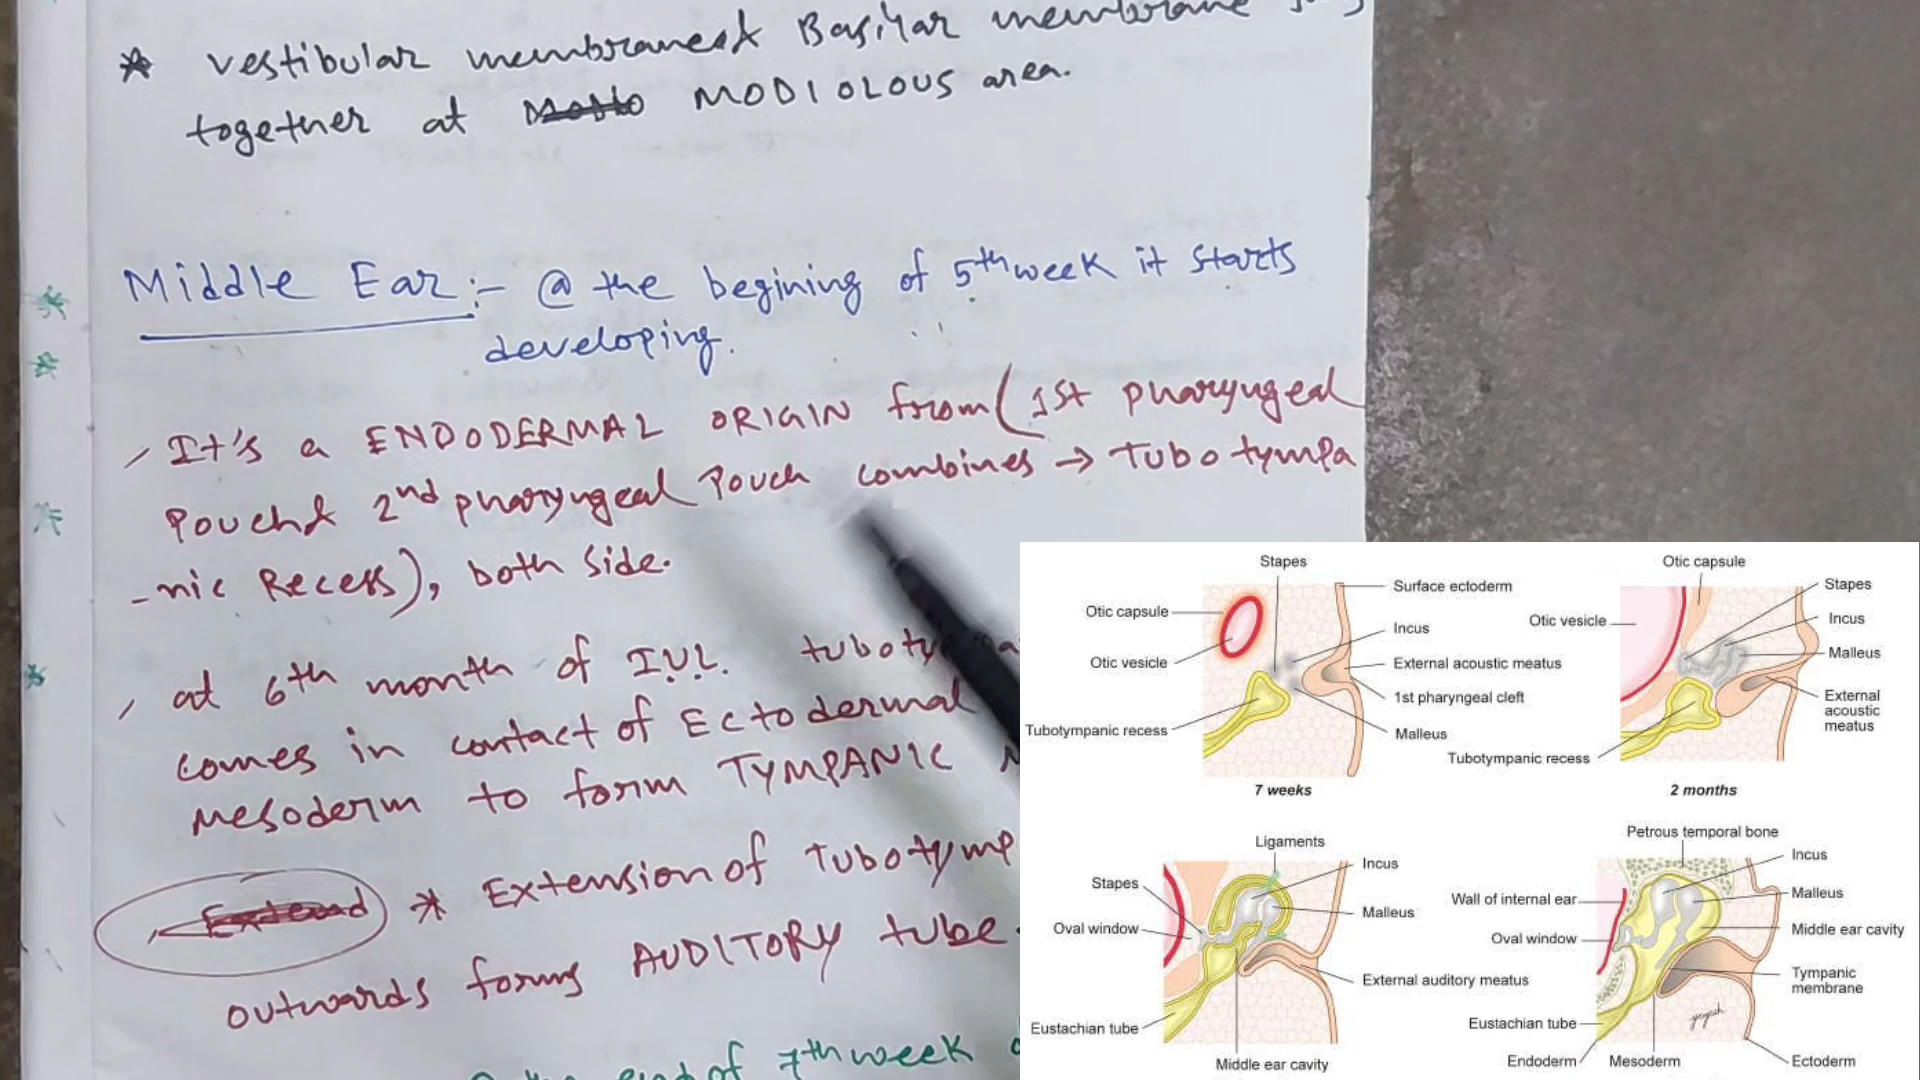 * vestibular membranes & Basilar membrane
together at MODIOLOUS area.
Middle Ear :- @ the begining of 5th week it starts
developing.
It's a ENDODERMAL ORIGIN from (1st pharyngeal
Pouch & 2nd pharyngeal Pouch combines → Tubotympa
-nic Recess), both side.
at 6th month of I.U.L.
comes in contact of Ectodermal
Mesoderm to form TYMPANIC
* Extension of Tubotymp
outwards forms AUDITORY tube.
end of 7th week
Stapes
Otic capsule
Surface ectoderm
Incus
Otic vesicle
External acoustic meatus
1st pharyngeal cleft
Tubotympanic recess
Malleus
7 weeks
Otic capsule
Stapes
Otic vesicle
Incus
Malleus
External
acoustic
meatus
Tubotympanic recess
2 months
Ligaments
Incus
Stapes
Malleus
Oval window
External auditory meatus
Eustachian tube
Middle ear cavity
Petrous temporal bone
Incus
Wall of internal ear
Malleus
Oval window
Middle ear cavity
Tympanic
membrane
Eustachian tube
Endoderm
Mesoderm
Ectoderm